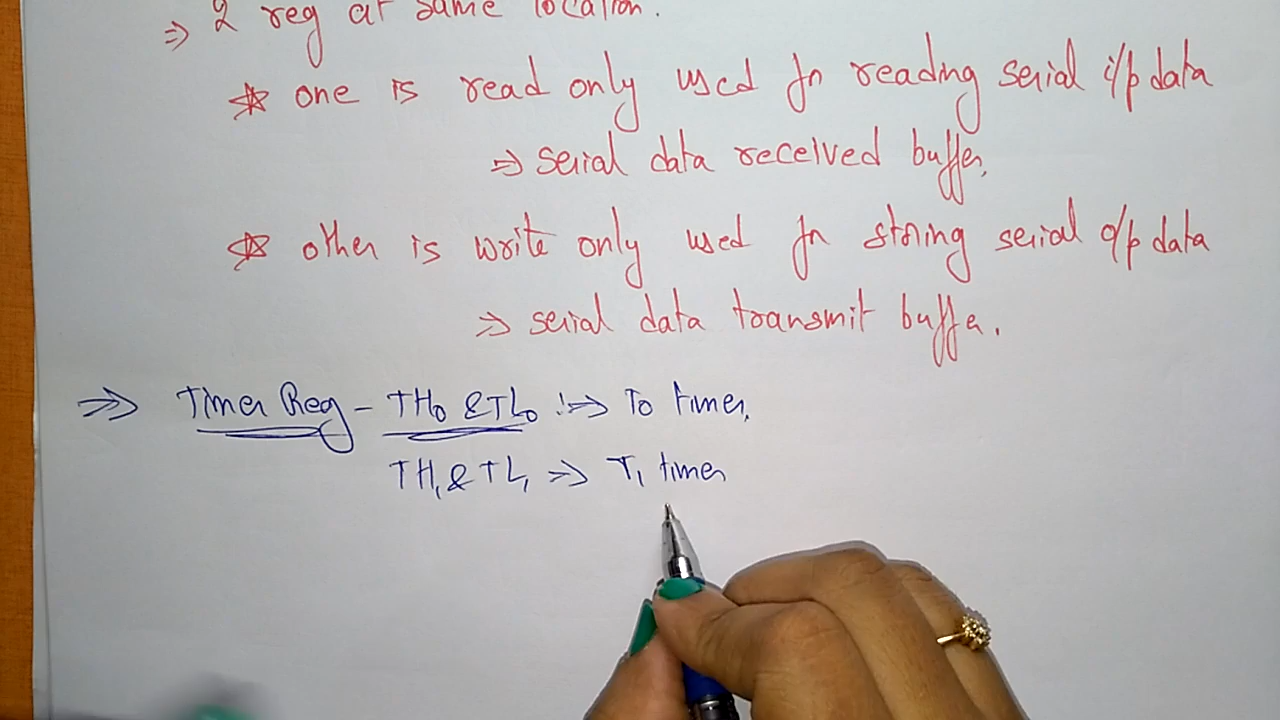 ⇒ 2 reg at same location.
☆ one is read only used for reading serial i/p data
⇒ serial data received buffer,
☆ other is write only used for storing serial o/p data
⇒ serial data transmit buffer.
⇒ Timer Reg - TH0 & TL0 :⇒ T0 timer,
TH1 & TL1 ⇒ T1 timer